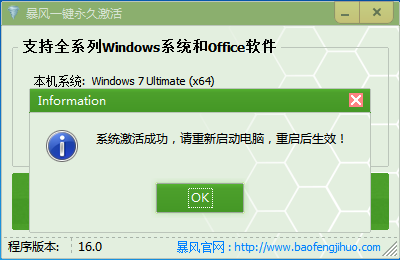 暴风一键永久激活
支持全系列Windows系统和Office软件
本机系统: Windows 7 Ultimate (x64)
Information
系统激活成功，请重新启动电脑，重启后生效！
OK
程序版本: 16.0 暴风官网 : http://www.baofengjihuo.com